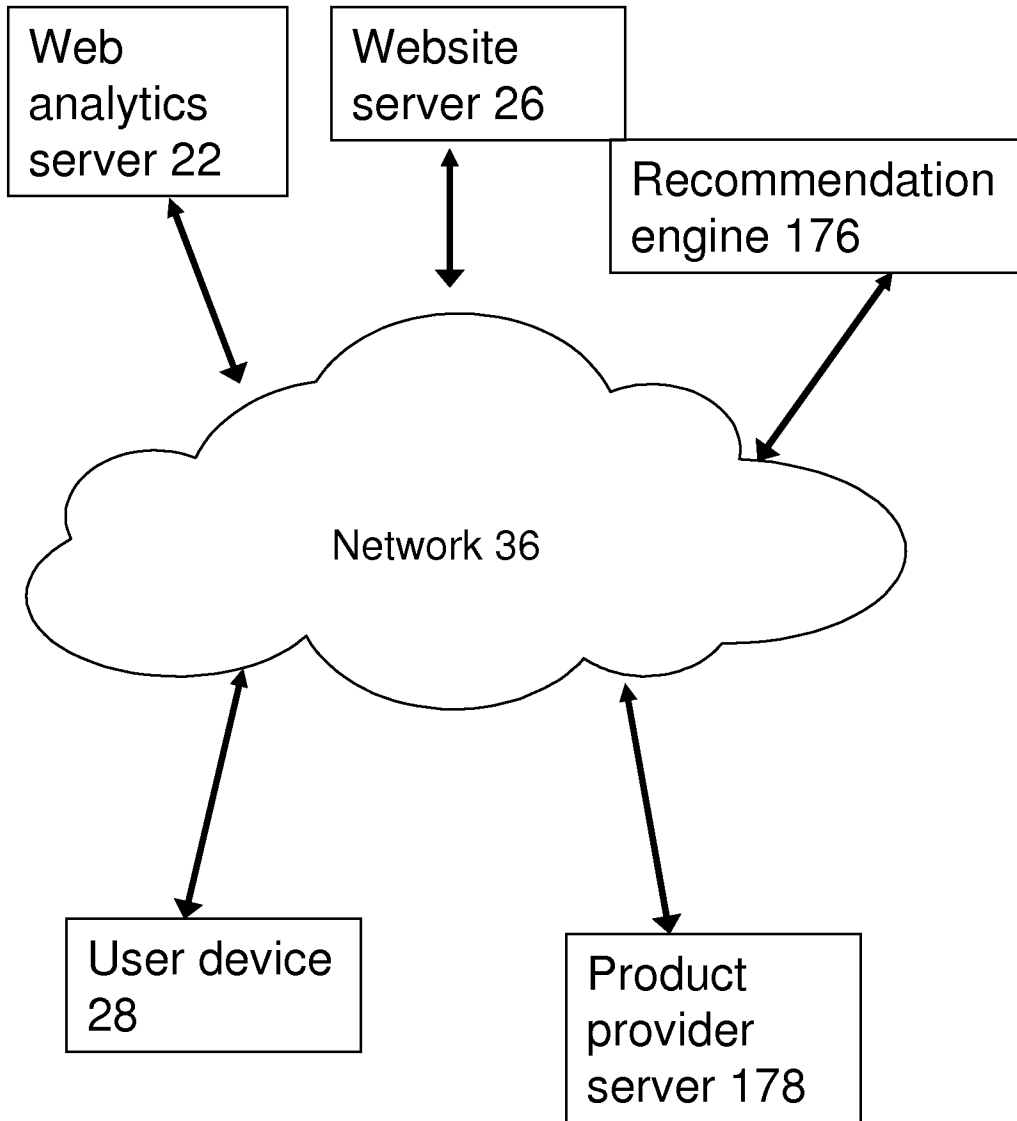 Web
analytics
server 22
Website
server 26
Recommendation
engine 176
Network 36
User device
28
Product
provider
server 178